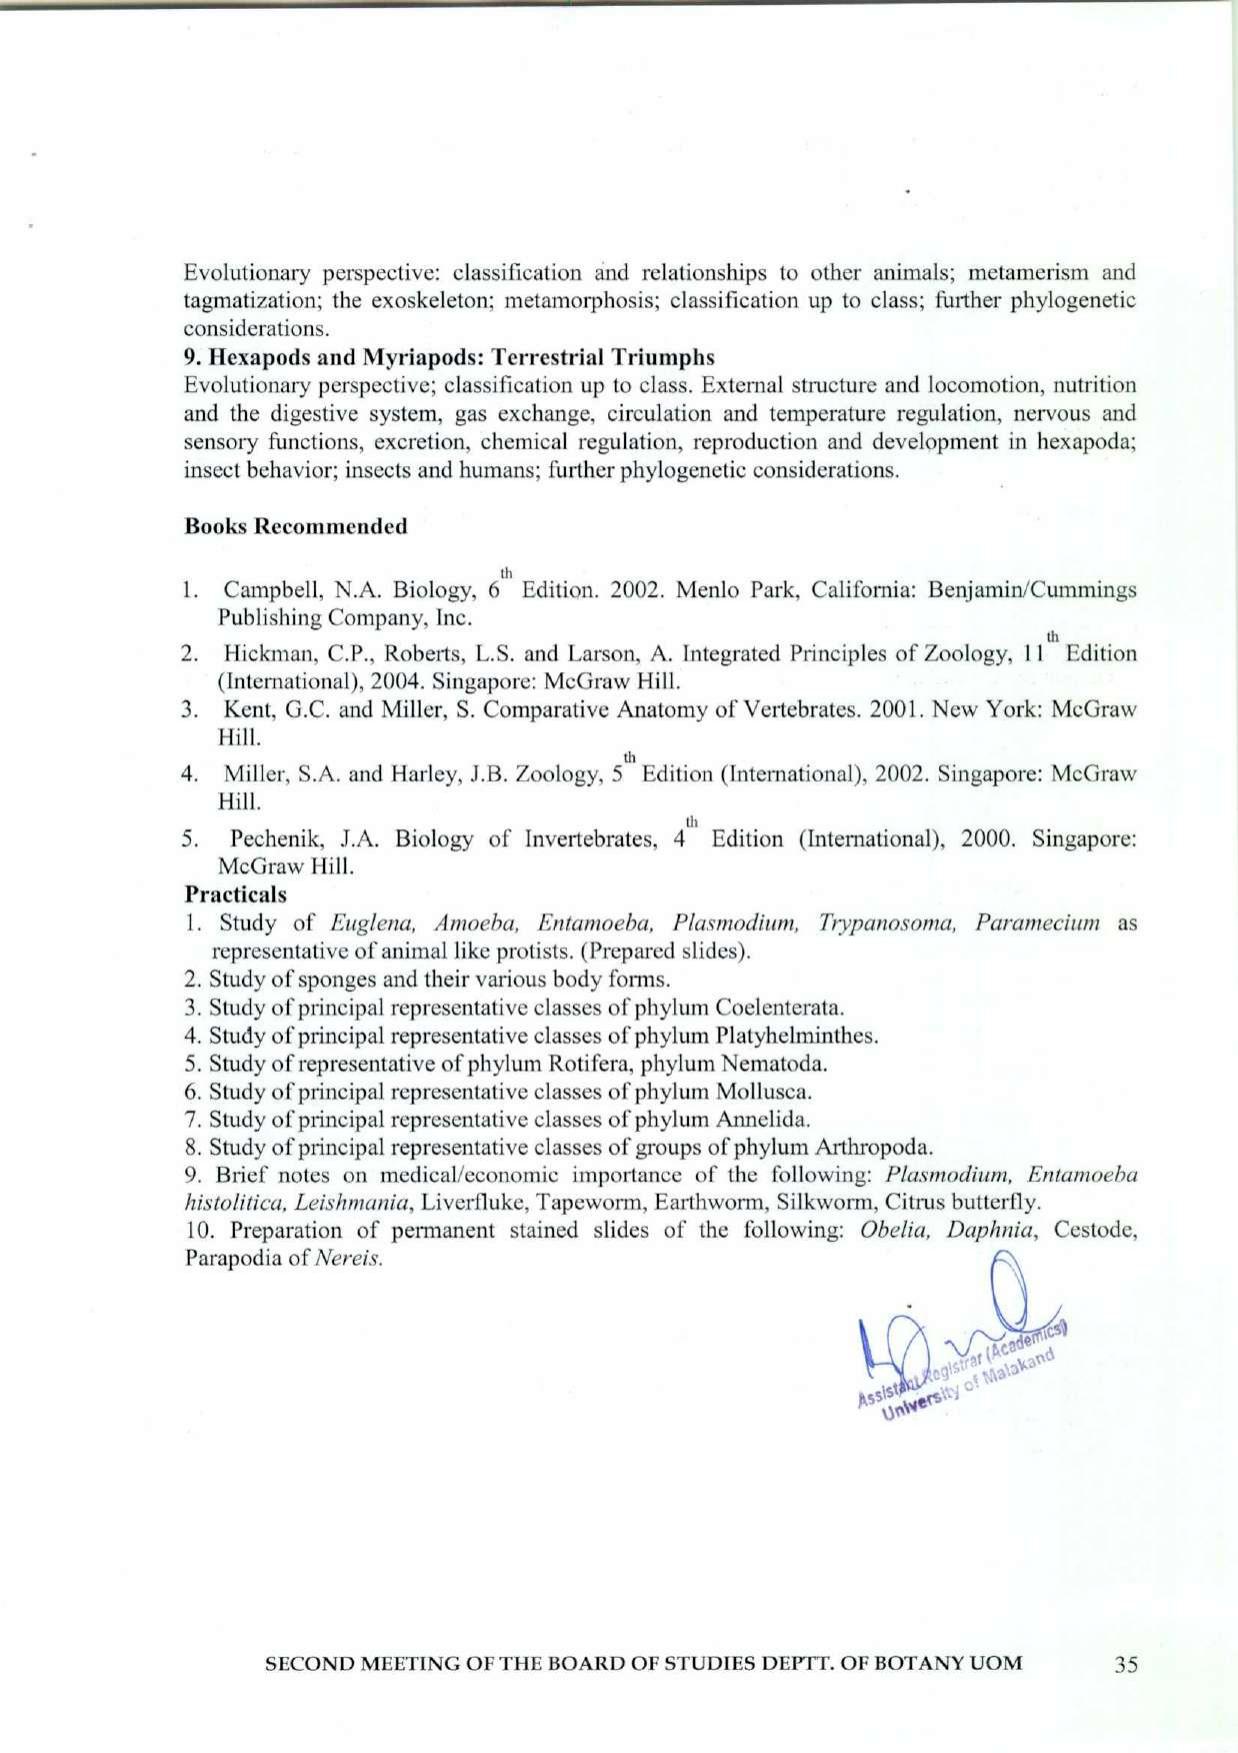 Evolutionary perspective: classification and relationships to other animals; metamerism and
tagmatization; the exoskeleton; metamorphosis; classification up to class; further phylogenetic
considerations.
9. Hexapods and Myriapods: Terrestrial Triumphs
Evolutionary perspective; classification up to class. External structure and locomotion, nutrition
and the digestive system, gas exchange, circulation and temperature regulation, nervous and
sensory functions, excretion, chemical regulation, reproduction and development in hexapoda;
insect behavior; insects and humans; further phylogenetic considerations.
Books Recommended
1. Campbell, N.A. Biology, 6th Edition. 2002. Menlo Park, California: Benjamin/Cummings
Publishing Company, Inc.
2. Hickman, C.P., Roberts, L.S. and Larson, A. Integrated Principles of Zoology, 11th Edition
(International), 2004. Singapore: McGraw Hill.
3. Kent, G.C. and Miller, S. Comparative Anatomy of Vertebrates. 2001. New York: McGraw
Hill.
4. Miller, S.A. and Harley, J.B. Zoology, 5th Edition (International), 2002. Singapore: McGraw
Hill.
5. Pechenik, J.A. Biology of Invertebrates, 4th Edition (International), 2000. Singapore:
McGraw Hill.
Practicals
1. Study of Euglena, Amoeba, Entamoeba, Plasmodium, Trypanosoma, Paramecium as
representative of animal like protists. (Prepared slides).
2. Study of sponges and their various body forms.
3. Study of principal representative classes of phylum Coelenterata.
4. Study of principal representative classes of phylum Platyhelminthes.
5. Study of representative of phylum Rotifera, phylum Nematoda.
6. Study of principal representative classes of phylum Mollusca.
7. Study of principal representative classes of phylum Annelida.
8. Study of principal representative classes of groups of phylum Arthropoda.
9. Brief notes on medical/economic importance of the following: Plasmodium, Entamoeba
histolitica, Leishmania, Liverfluke, Tapeworm, Earthworm, Silkworm, Citrus butterfly.
10. Preparation of permanent stained slides of the following: Obelia, Daphnia, Cestode,
Parapodia of Nereis.
Assistant Registrar (Academics)
University of Malakand
SECOND MEETING OF THE BOARD OF STUDIES DEPTT. OF BOTANY UOM 35